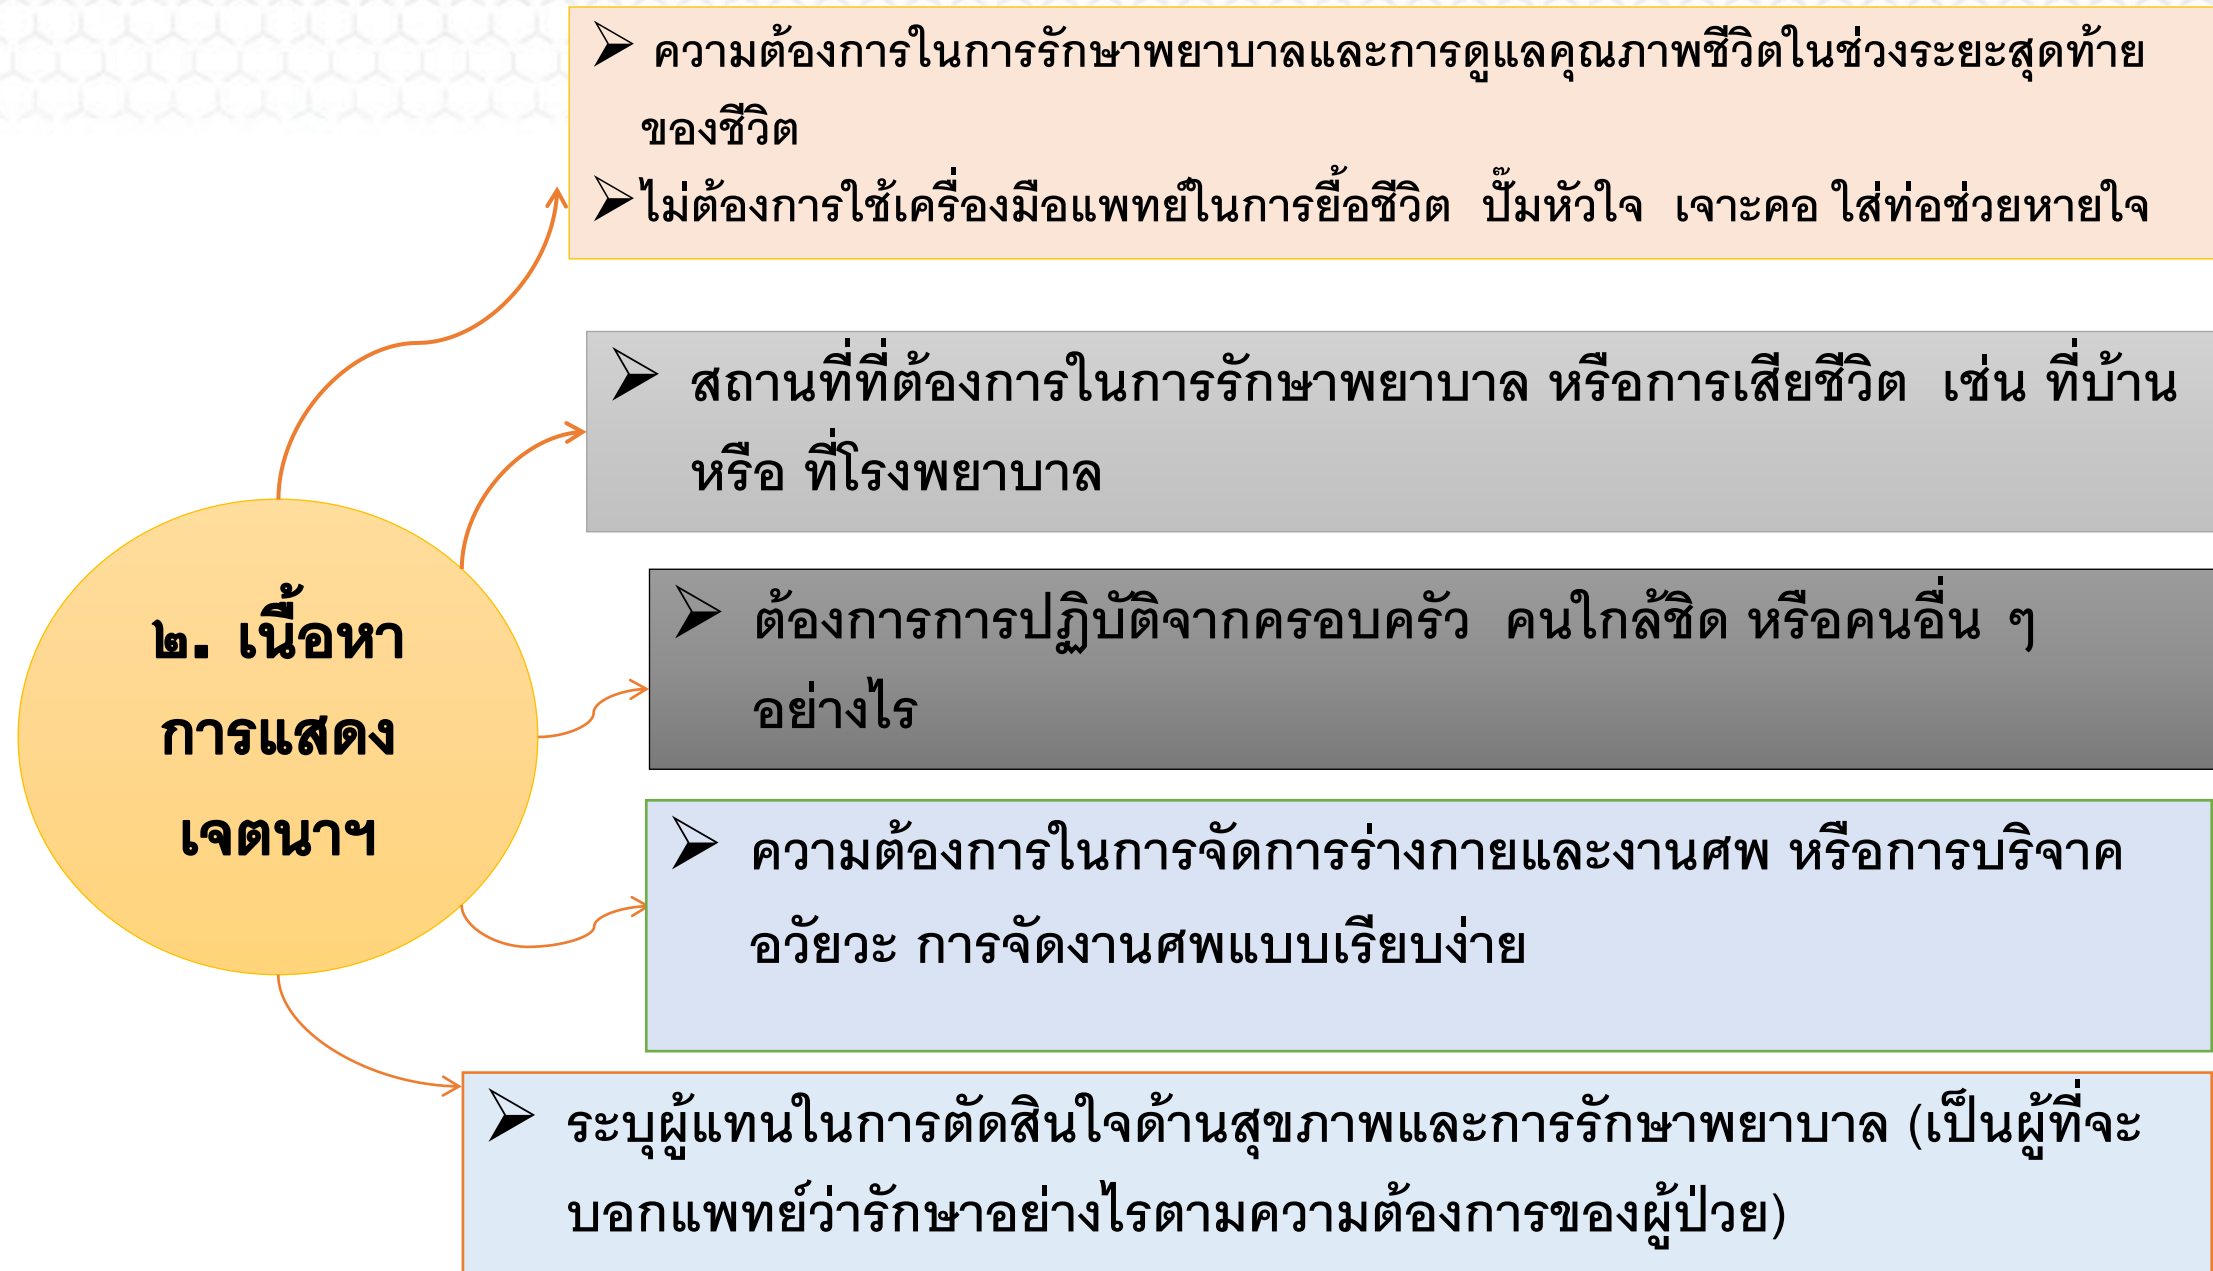 ➢ ความต้องการในการรักษาพยาบาลและการดูแลคุณภาพชีวิตในช่วงระยะสุดท้าย
ของชีวิต
➢ ไม่ต้องการใช้เครื่องมือแพทย์ในการยื้อชีวิต ปั๊มหัวใจ เจาะคอ ใส่ท่อช่วยหายใจ
➢ สถานที่ที่ต้องการในการรักษาพยาบาล หรือการเสียชีวิต เช่น ที่บ้าน
หรือ ที่โรงพยาบาล
๒. เนื้อหา
การแสดง
เจตนาฯ
➢ ต้องการการปฏิบัติจากครอบครัว คนใกล้ชิด หรือคนอื่น ๆ
อย่างไร
➢ ความต้องการในการจัดการร่างกายและงานศพ หรือการบริจาค
อวัยวะ การจัดงานศพแบบเรียบง่าย
➢ ระบุผู้แทนในการตัดสินใจด้านสุขภาพและการรักษาพยาบาล (เป็นผู้ที่จะ
บอกแพทย์ว่ารักษาอย่างไรตามความต้องการของผู้ป่วย)